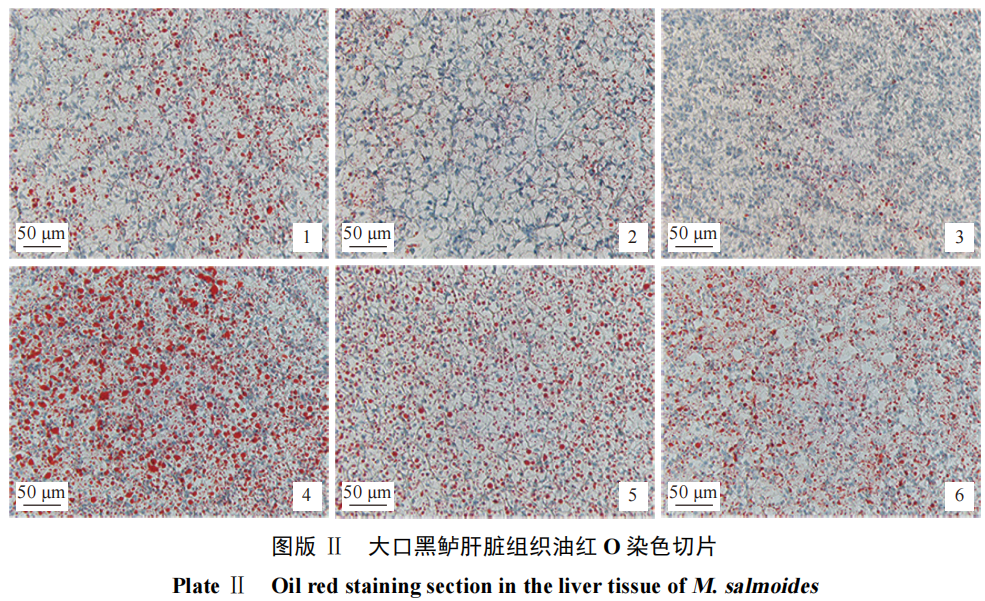 50 μm 1
50 μm 2
50 μm 3
50 μm 4
50 μm 5
50 μm 6
图版 Ⅱ 大口黑鲈肝脏组织油红 O 染色切片
Plate Ⅱ Oil red staining section in the liver tissue of M. salmoides